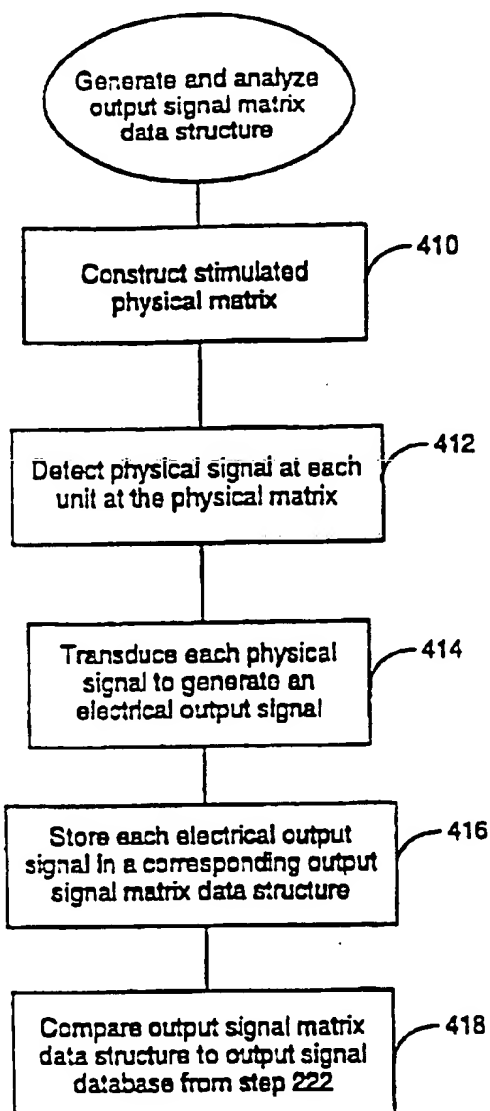 Generate and analyze
output signal matrix
data structure
410
Construct stimulated
physical matrix
412
Detect physical signal at each
unit at the physical matrix
414
Transduce each physical
signal to generate an
electrical output signal
416
Store each electrical output
signal in a corresponding output
signal matrix data structure
418
Compare output signal matrix
data structure to output signal
database from step 222